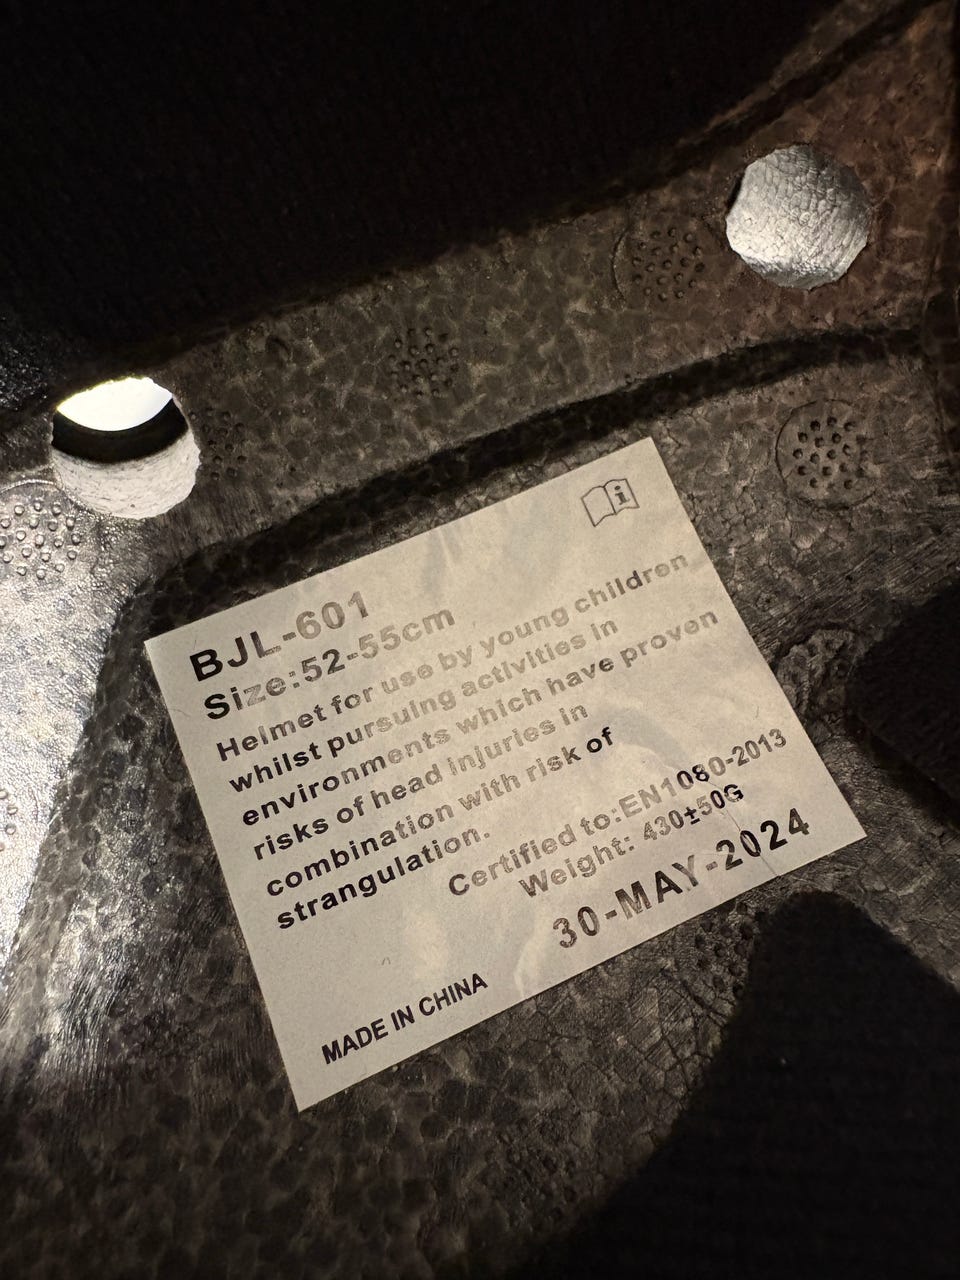 BJL-601
Size:52-55cm
Helmet for use by young children
whilst pursuing activities in
environments which have proven
risks of head injuries in
combination with risk of
strangulation.
Certified to:EN1080-2013
Weight: 430±50G
30-MAY-2024
MADE IN CHINA